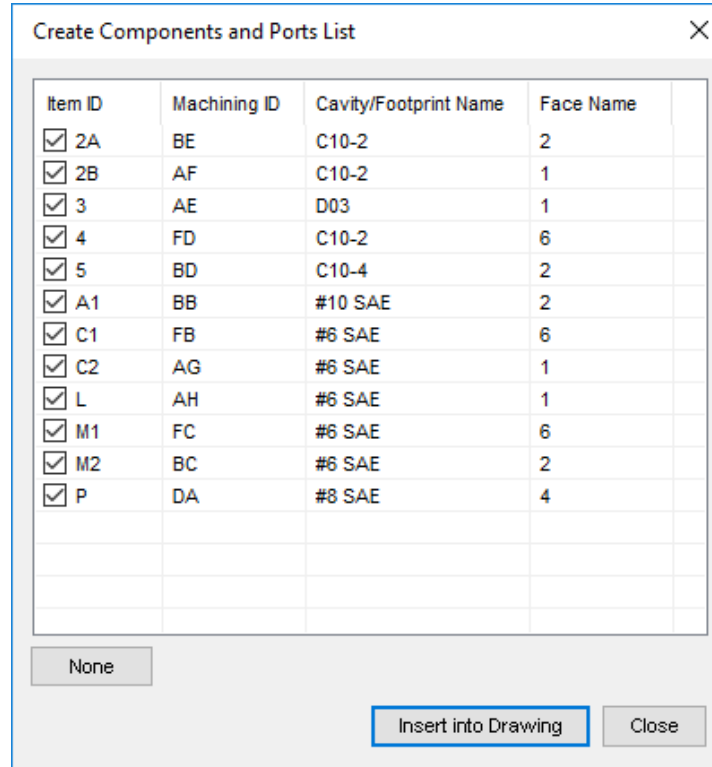 Create Components and Ports List
Item ID Machining ID Cavity/Footprint Name Face Name
2A BE C10-2 2
2B AF C10-2 1
3 AE D03 1
4 FD C10-2 6
5 BD C10-4 2
A1 BB #10 SAE 2
C1 FB #6 SAE 6
C2 AG #6 SAE 1
L AH #6 SAE 1
M1 FC #6 SAE 6
M2 BC #6 SAE 2
P DA #8 SAE 4
None
Insert into Drawing Close